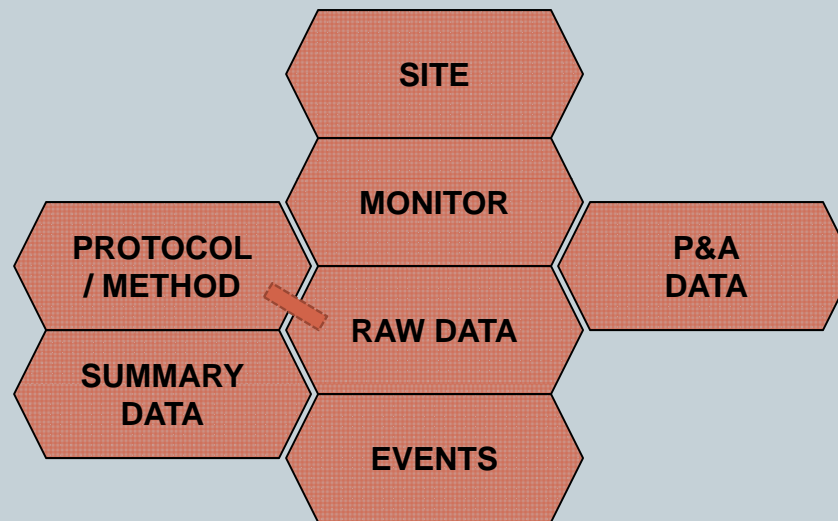 SITE
MONITOR
PROTOCOL
/ METHOD
P&A
DATA
RAW DATA
SUMMARY
DATA
EVENTS